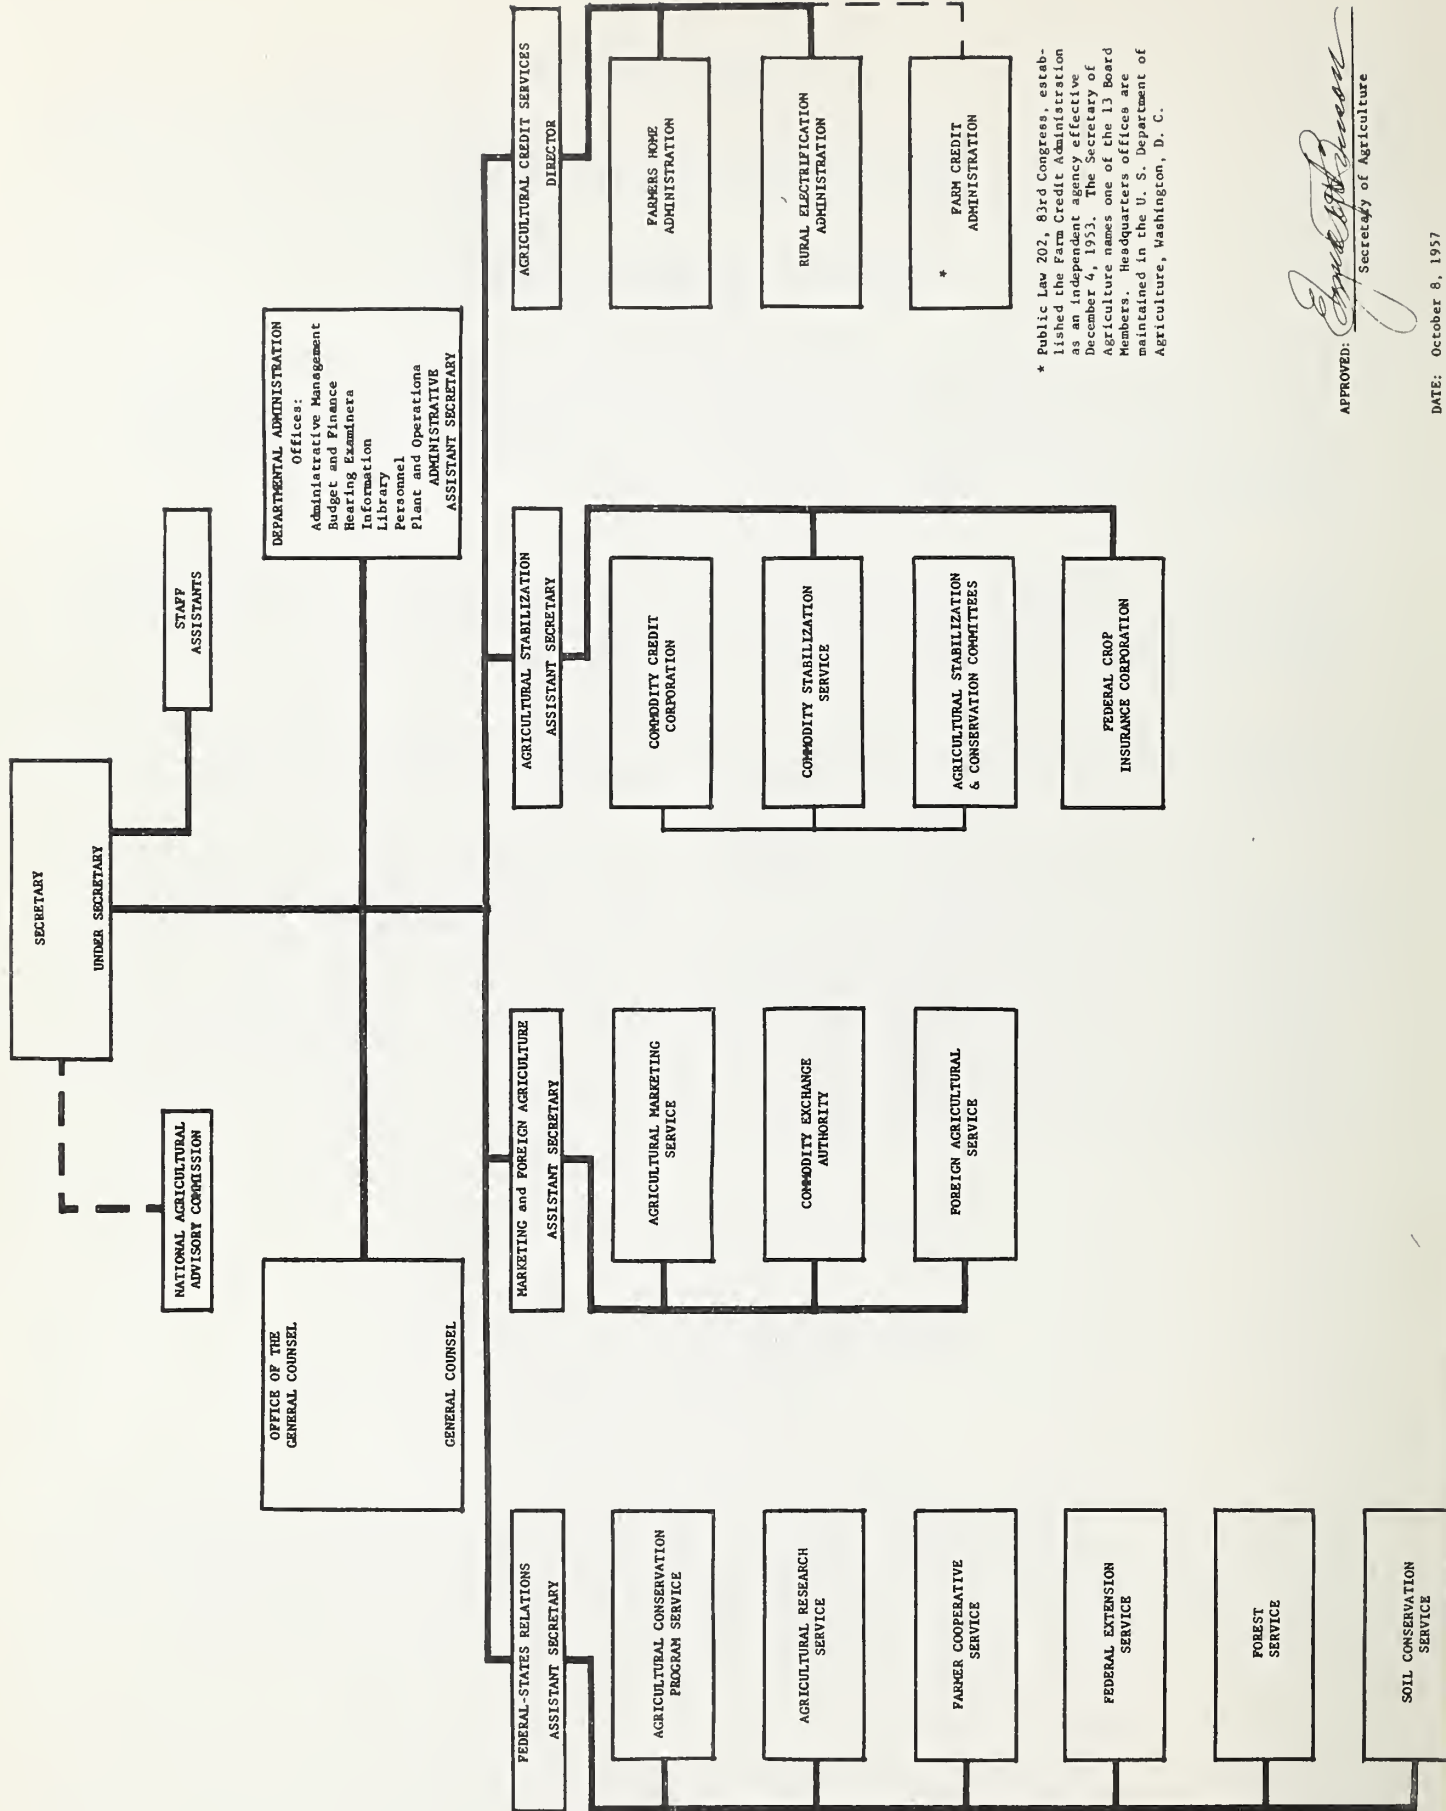 SECRETARY
UNDER SECRETARY
NATIONAL AGRICULTURAL
ADVISORY COMMISSION
STAFF
ASSISTANTS
OFFICE OF THE
GENERAL COUNSEL
GENERAL COUNSEL
DEPARTMENTAL ADMINISTRATION
Offices:
Administrative Management
Budget and Finance
Hearing Examinera
Information
Library
Personnel
Plant and Operationa
ADMINISTRATIVE
ASSISTANT SECRETARY
FEDERAL-STATES RELATIONS
ASSISTANT SECRETARY
AGRICULTURAL CONSERVATION
PROGRAM SERVICE
AGRICULTURAL RESEARCH
SERVICE
FARMER COOPERATIVE
SERVICE
FEDERAL EXTENSION
SERVICE
FOREST
SERVICE
SOIL CONSERVATION
SERVICE
MARKETING and FOREIGN AGRICULTURE
ASSISTANT SECRETARY
AGRICULTURAL MARKETING
SERVICE
COMMODITY EXCHANGE
AUTHORITY
FOREIGN AGRICULTURAL
SERVICE
AGRICULTURAL STABILIZATION
ASSISTANT SECRETARY
COMMODITY CREDIT
CORPORATION
COMMODITY STABILIZATION
SERVICE
AGRICULTURAL STABILIZATION
& CONSERVATION COMMITTEES
FEDERAL CROP
INSURANCE CORPORATION
AGRICULTURAL CREDIT SERVICES
DIRECTOR
FARMERS HOME
ADMINISTRATION
RURAL ELECTRIFICATION
ADMINISTRATION
* FARM CREDIT
ADMINISTRATION
* Public Law 202, 83rd Congress, estab-
lished the Farm Credit Administration
as an independent agency effective
December 4, 1953. The Secretary of
Agriculture names one of the 13 Board
Members. Headquarters offices are
maintained in the U. S. Department of
Agriculture, Washington, D. C.
APPROVED:
Secretary of Agriculture
DATE: October 8, 1957